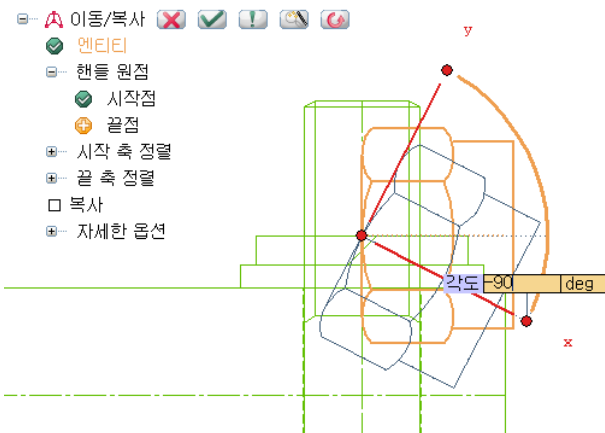 이동/복사
엔티티
핸들 원점
시작점
끝점
시작 축 정렬
끝 축 정렬
복사
자세한 옵션
y
각도 -90 deg
x